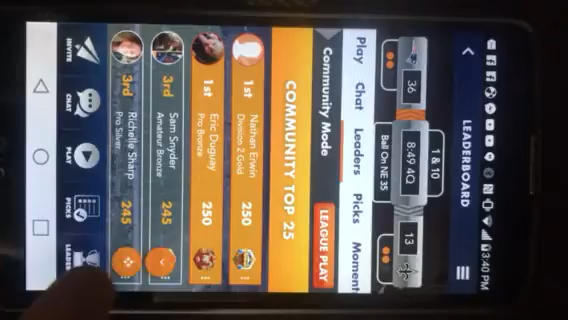 3:40 PM
LEADERBOARD
1 & 10
36
8:49 4Q
13
Ball On NE 35
Play Chat Leaders Picks Moment
Community Mode
LEAGUE PLAY
COMMUNITY TOP 25
1st
Nathan Erwin
Division 2 Gold
250
1st
Eric Duguay
Pro Bronze
250
3rd
Sam Snyder
Amateur Bronze
245
3rd
Richelle Sharp
Pro Silver
245
INVITE
CHAT
PLAY
PICKS